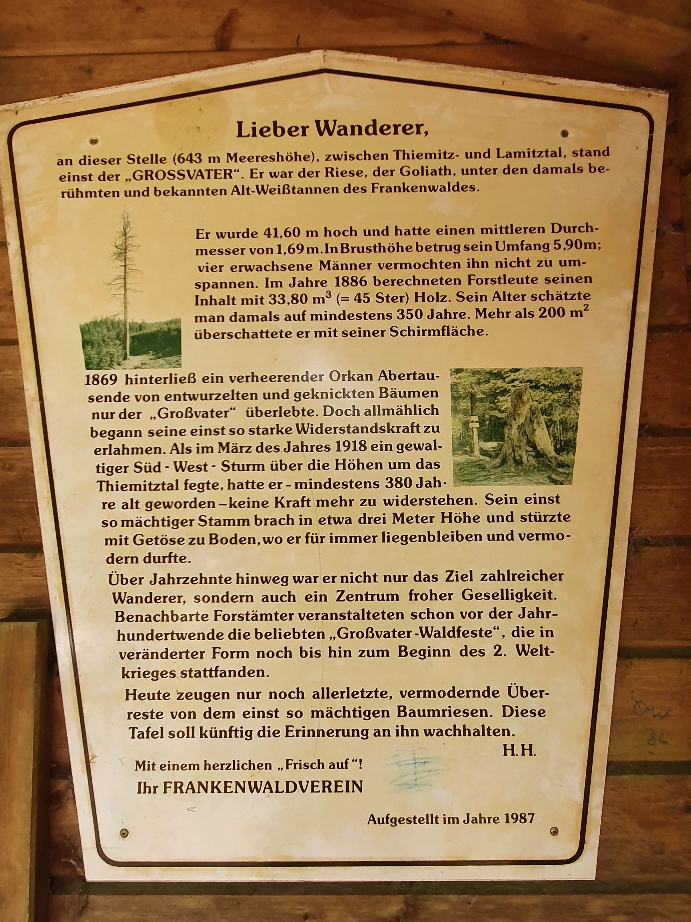 Lieber Wanderer,
an dieser Stelle (643 m Meereshöhe), zwischen Thiemitz- und Lamitztal, stand
einst der „GROSSVATER“. Er war der Riese, der Goliath, unter den damals be-
rühmten und bekannten Alt-Weißtannen des Frankenwaldes.
Er wurde 41,60 m hoch und hatte einen mittleren Durch-
messer von 1,69 m. In Brusthöhe betrug sein Umfang 5,90 m;
vier erwachsene Männer vermochten ihn nicht zu um-
spannen. Im Jahre 1886 berechneten Forstleute seinen
Inhalt mit 33,80 m³ (= 45 Ster) Holz. Sein Alter schätzte
man damals auf mindestens 350 Jahre. Mehr als 200 m²
überschattete er mit seiner Schirmfläche.
1869 hinterließ ein verheerender Orkan Abertau-
sende von entwurzelten und geknickten Bäumen
nur der „Großvater“ überlebte. Doch allmählich
begann seine einst so starke Widerstandskraft zu
erlahmen. Als im März des Jahres 1918 ein gewal-
tiger Süd-West-Sturm über die Höhen um das
Thiemitztal fegte, hatte er - mindestens 380 Jah-
re alt geworden – keine Kraft mehr zu widerstehen. Sein einst
so mächtiger Stamm brach in etwa drei Meter Höhe und stürzte
mit Getöse zu Boden, wo er für immer liegenbleiben und vermo-
dern durfte.
Über Jahrzehnte hinweg war er nicht nur das Ziel zahlreicher
Wanderer, sondern auch ein Zentrum froher Geselligkeit.
Benachbarte Forstämter veranstalteten schon vor der Jahr-
hundertwende die beliebten „Großvater-Waldfeste“, die in
veränderter Form noch bis hin zum Beginn des 2. Welt-
krieges stattfanden.
Heute zeugen nur noch allerletzte, vermodernde Über-
reste von dem einst so mächtigen Baumriesen. Diese
Tafel soll künftig die Erinnerung an ihn wachhalten.
H.H.
Mit einem herzlichen „Frisch auf“!
Ihr FRANKENWALDVEREIN
Aufgestellt im Jahre 1987